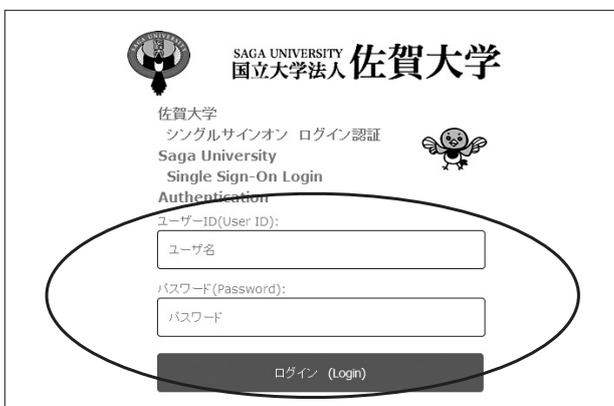 SAGA UNIVERSITY
SAGA UNIVERSITY
国立大学法人 佐賀大学
佐賀大学
シングルサインオン ログイン認証
Saga University
Single Sign-On Login
Authentication
ユーザーID(User ID):
ユーザ名
パスワード(Password):
パスワード
ログイン (Login)